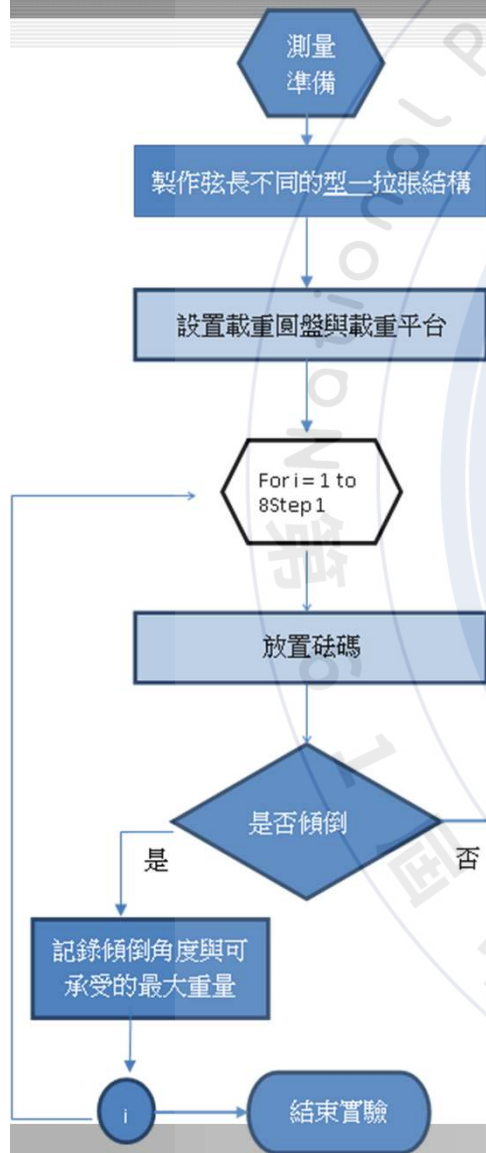 測量
準備
製作弦長不同的型一拉張結構
設置載重圓盤與載重平台
For i = 1 to
8Step 1
放置砝碼
是否傾倒
是
否
記錄傾倒角度與可
承受的最大重量
i
結束實驗